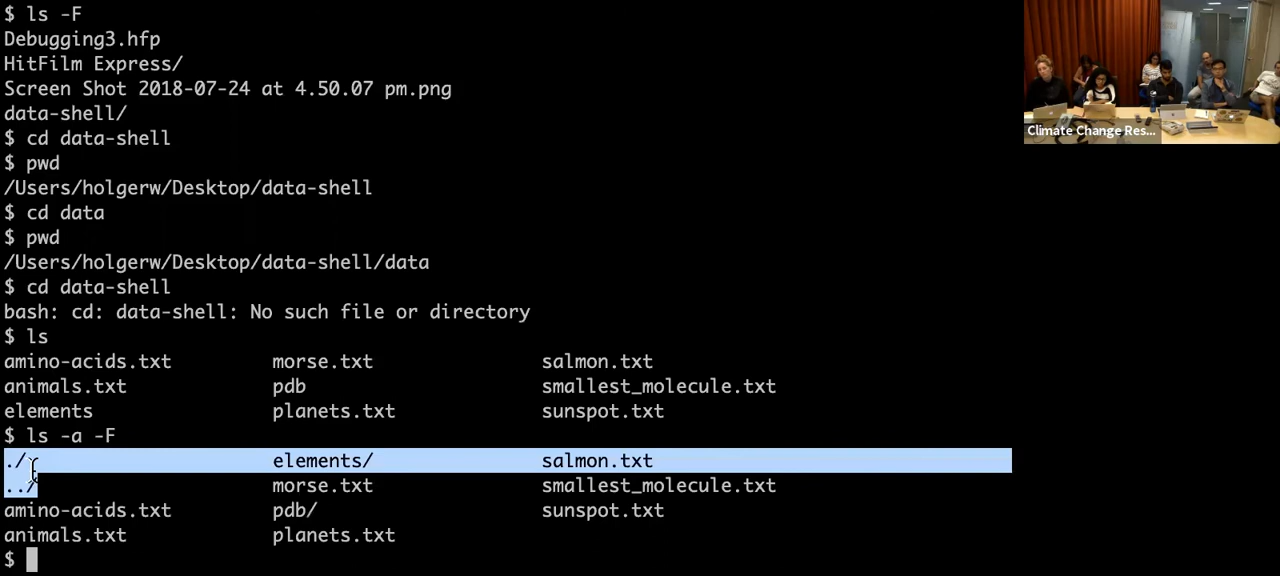 $ ls -F
Debugging3.hfp
HitFilm Express/
Screen Shot 2018-07-24 at 4.50.07 pm.png
data-shell/
$ cd data-shell
$ pwd
/Users/holgerw/Desktop/data-shell
$ cd data
$ pwd
/Users/holgerw/Desktop/data-shell/data
$ cd data-shell
bash: cd: data-shell: No such file or directory
$ ls
amino-acids.txt morse.txt salmon.txt
animals.txt pdb smallest_molecule.txt
elements planets.txt sunspot.txt
$ ls -a -F
./ elements/ salmon.txt
../ morse.txt smallest_molecule.txt
amino-acids.txt pdb/ sunspot.txt
animals.txt planets.txt
$
Climate Change Res...